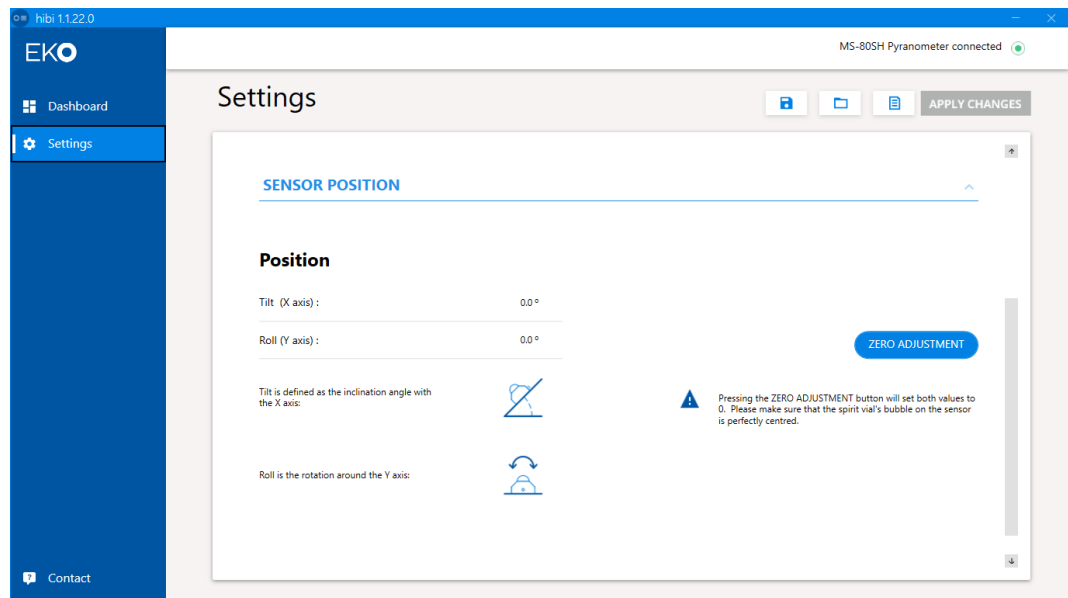 hibi 1.1.22.0
EKO
MS-80SH Pyranometer connected
Dashboard
Settings
Settings
APPLY CHANGES
SENSOR POSITION
Position
Tilt (X axis) :
0.0 °
Roll (Y axis) :
0.0 °
ZERO ADJUSTMENT
Tilt is defined as the inclination angle with
the X axis:
Pressing the ZERO ADJUSTMENT button will set both values to
0. Please make sure that the spirit vial's bubble on the sensor
is perfectly centred.
Roll is the rotation around the Y axis:
Contact